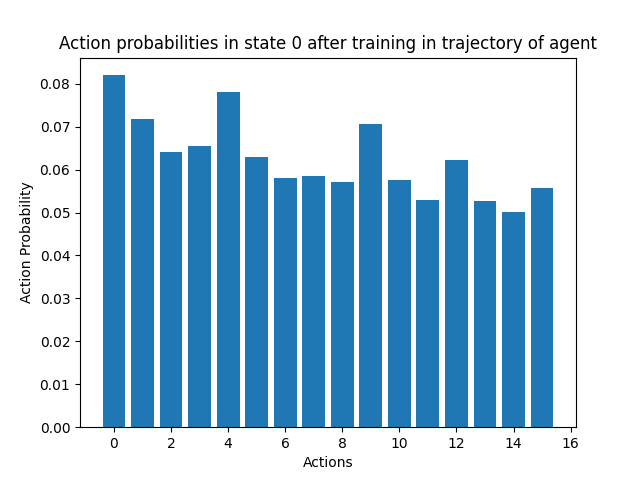 Action probabilities in state 0 after training in trajectory of agent
0.08
0.07
0.06
0.05
0.04
0.03
0.02
0.01
0.00
Action Probability
0 2 4 6 8 10 12 14 16
Actions